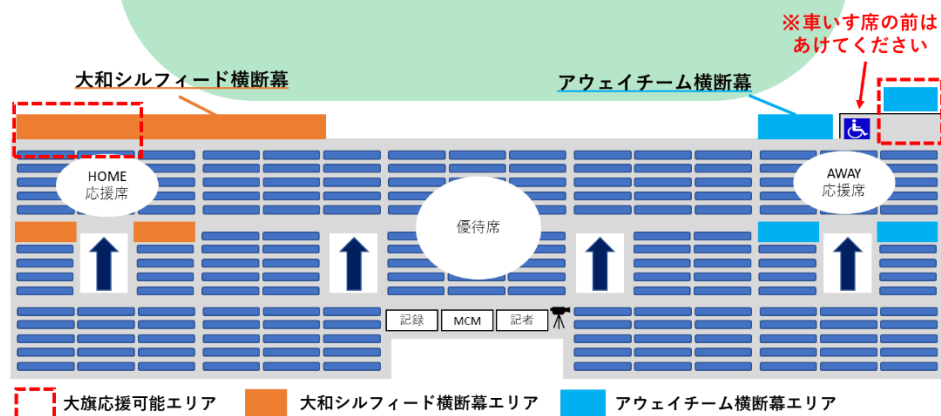 ※車いす席の前は
あけてください
大和シルフィード横断幕
アウェイチーム横断幕
HOME
応援席
AWAY
応援席
優待席
記録
MCM
記者
大旗応援可能エリア
大和シルフィード横断幕エリア
アウェイチーム横断幕エリア